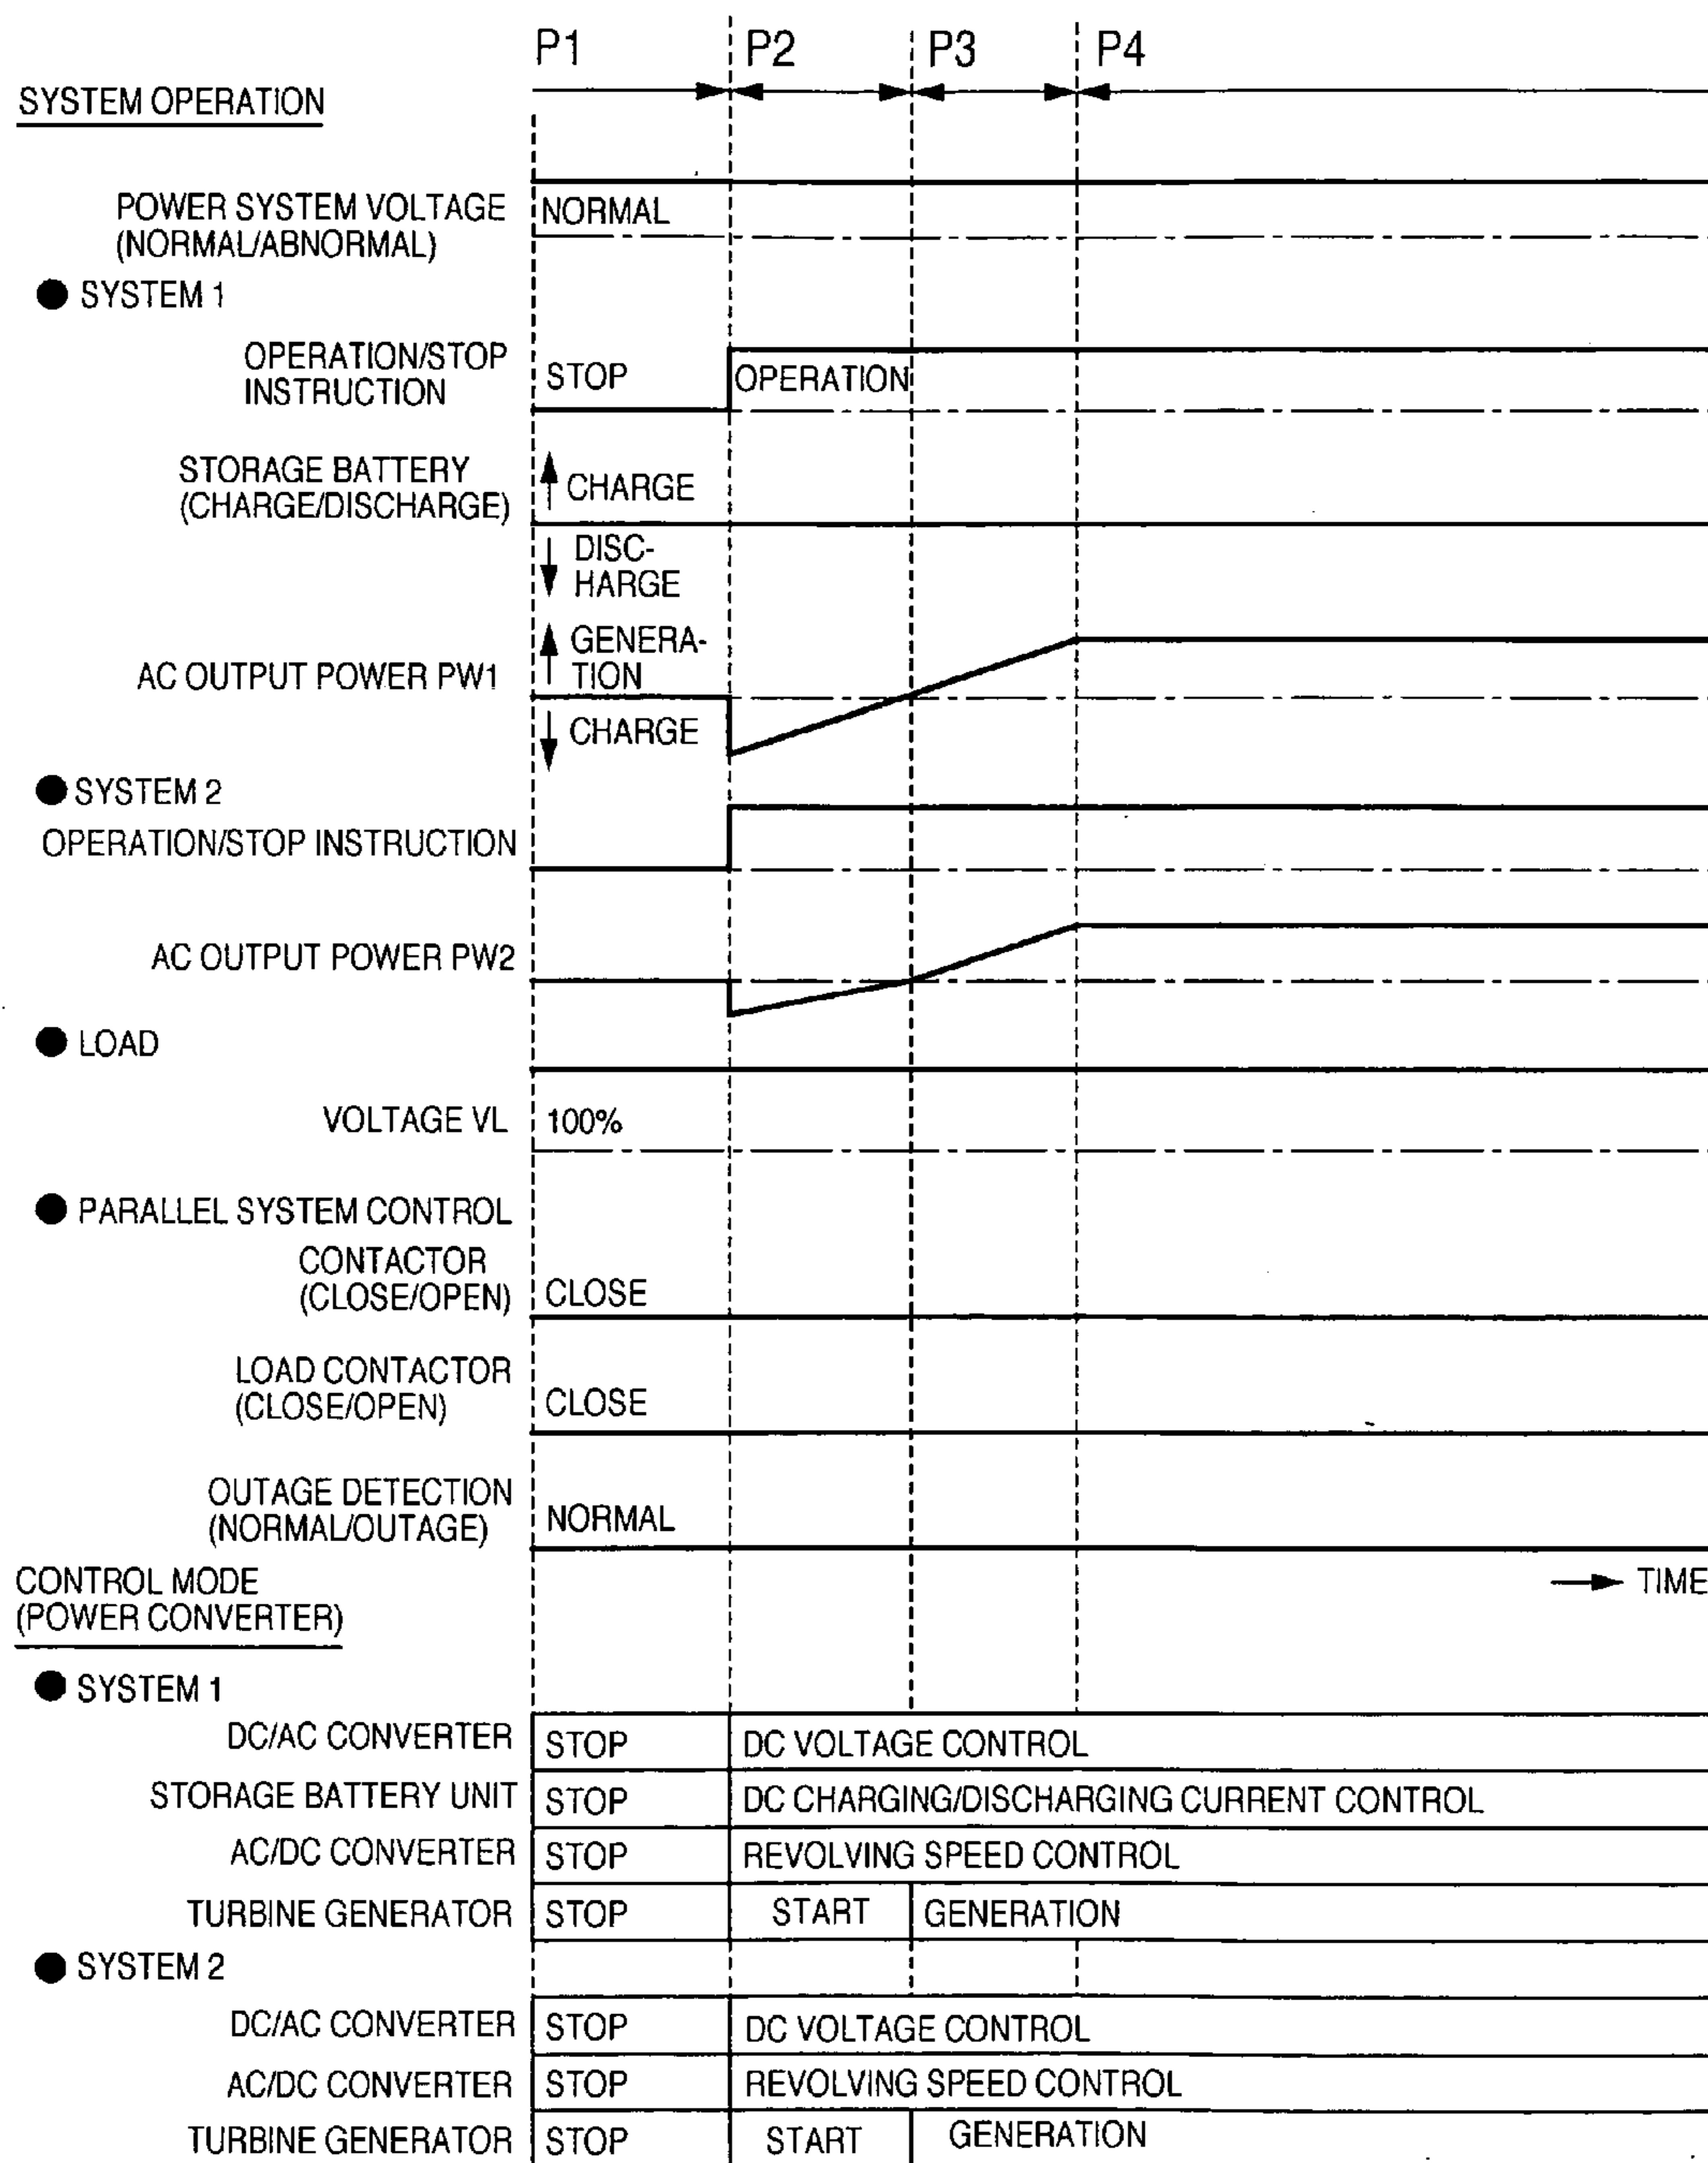 P1 P2 P3 P4
SYSTEM OPERATION
POWER SYSTEM VOLTAGE
(NORMAL/ABNORMAL)
NORMAL
● SYSTEM 1
OPERATION/STOP
INSTRUCTION
STOP
OPERATION
STORAGE BATTERY
(CHARGE/DISCHARGE)
CHARGE
DISC-
HARGE
AC OUTPUT POWER PW1
GENERA-
TION
CHARGE
● SYSTEM 2
OPERATION/STOP INSTRUCTION
AC OUTPUT POWER PW2
● LOAD
VOLTAGE VL
100%
● PARALLEL SYSTEM CONTROL
CONTACTOR
(CLOSE/OPEN)
CLOSE
LOAD CONTACTOR
(CLOSE/OPEN)
CLOSE
OUTAGE DETECTION
(NORMAL/OUTAGE)
NORMAL
TIME
CONTROL MODE
(POWER CONVERTER)
● SYSTEM 1
DC/AC CONVERTER STOP DC VOLTAGE CONTROL
STORAGE BATTERY UNIT STOP DC CHARGING/DISCHARGING CURRENT CONTROL
AC/DC CONVERTER STOP REVOLVING SPEED CONTROL
TURBINE GENERATOR STOP START GENERATION
● SYSTEM 2
DC/AC CONVERTER STOP DC VOLTAGE CONTROL
AC/DC CONVERTER STOP REVOLVING SPEED CONTROL
TURBINE GENERATOR STOP START GENERATION